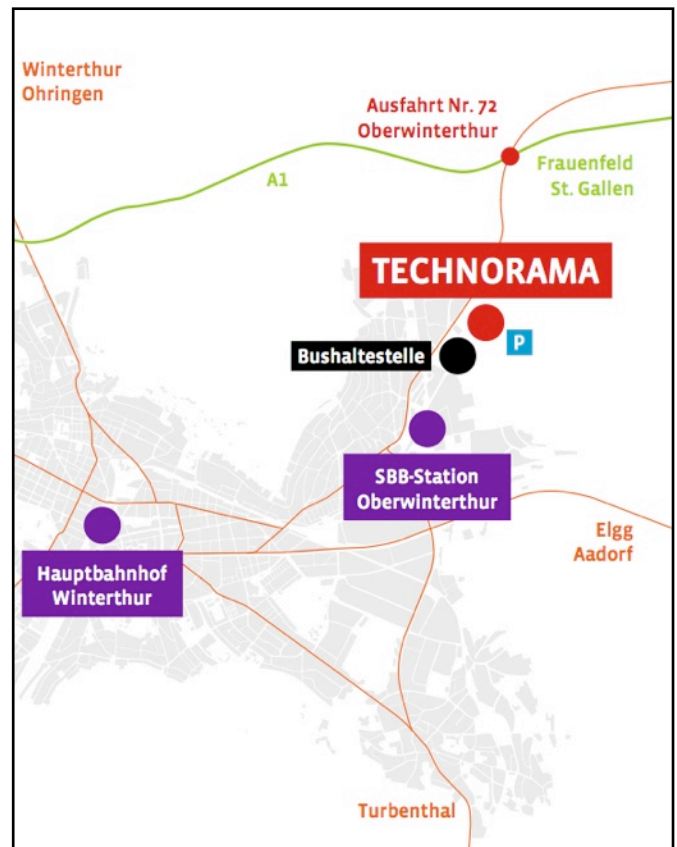 Winterthur
Ohringen
Ausfahrt Nr. 72
Oberwinterthur
A1
Frauenfeld
St. Gallen
TECHNORAMA
P
Bushaltestelle
SBB-Station
Oberwinterthur
Elgg
Aadorf
Hauptbahnhof
Winterthur
Turbenthal